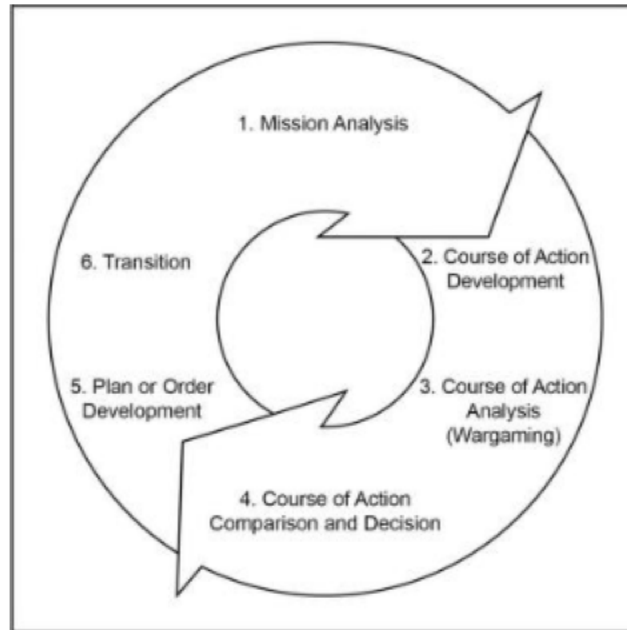 1. Mission Analysis
2. Course of Action
Development
3. Course of Action
Analysis
(Wargaming)
4. Course of Action
Comparison and Decision
5. Plan or Order
Development
6. Transition